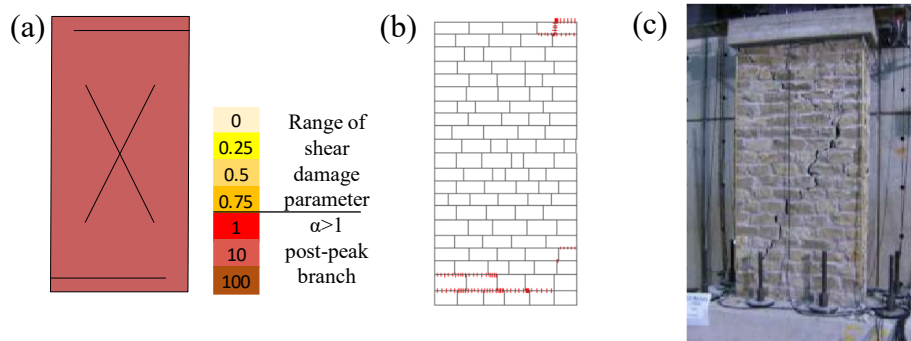 (a)
(b)
(c)
0
0.25
0.5
0.75
1
10
100
Range of
shear
damage
parameter
α>1
post-peak
branch